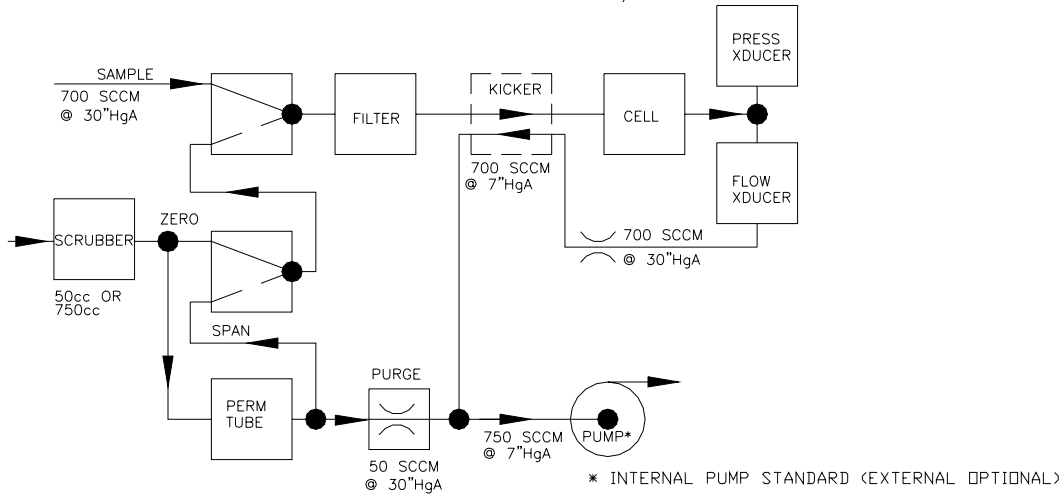 SAMPLE
700 SCCM
@ 30"HgA
FILTER
KICKER
700 SCCM
@ 7"HgA
CELL
PRESS
XDUCER
FLOW
XDUCER
700 SCCM
@ 30"HgA
SCRUBBER
50cc OR
750cc
ZERO
SPAN
PERM
TUBE
PURGE
50 SCCM
@ 30"HgA
750 SCCM
@ 7"HgA
PUMP*
* INTERNAL PUMP STANDARD (EXTERNAL OPTIONAL)